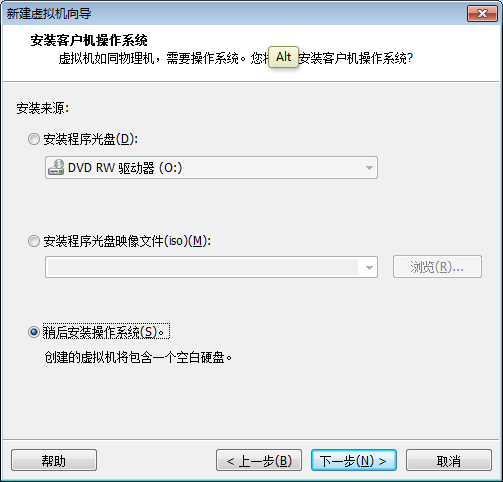 新建虚拟机向导
安装客户机操作系统
虚拟机如同物理机，需要操作系统。您将 安装客户机操作系统?
Alt
安装来源:
安装程序光盘(D):
DVD RW 驱动器 (O:)
安装程序光盘映像文件(iso)(M):
浏览(R)...
稍后安装操作系统(S)。
创建的虚拟机将包含一个空白硬盘。
帮助
< 上一步(B)
下一步(N) >
取消